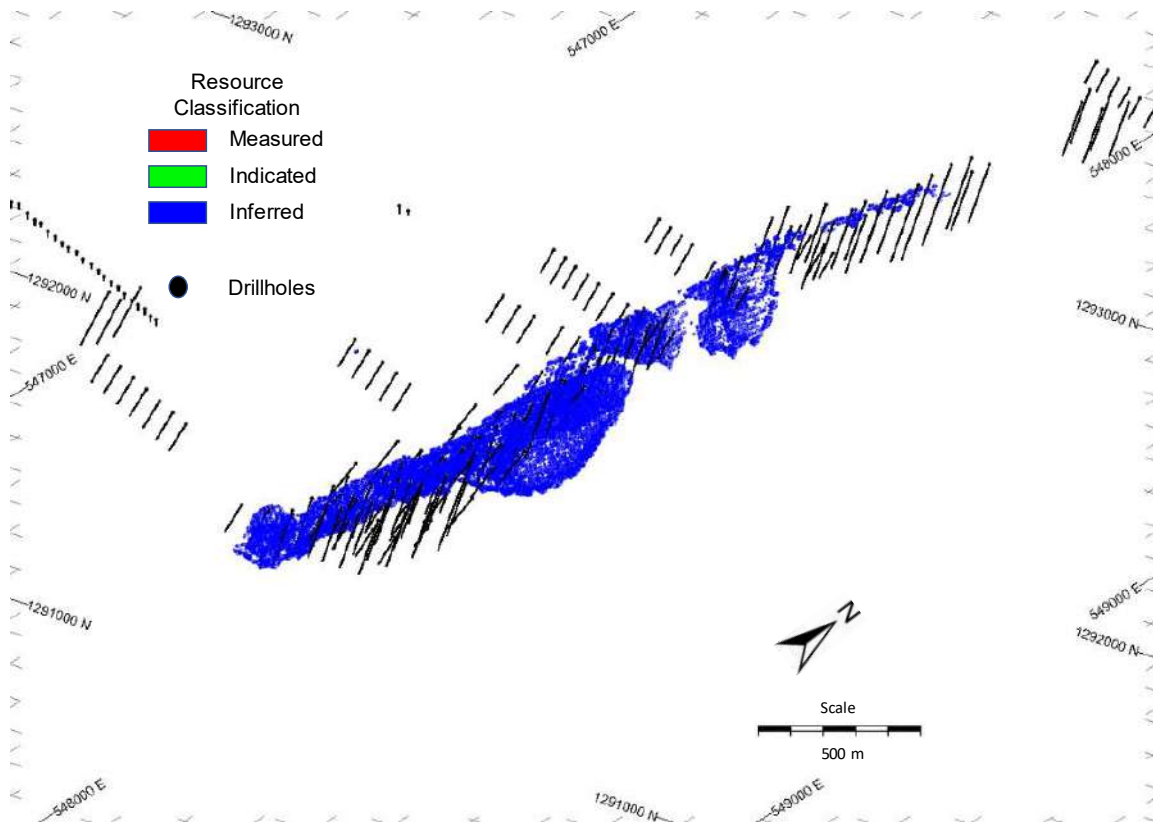 1293000 N
547000 E
Resource
Classification
Measured
Indicated
Inferred
Drillholes
548000 E
1292000 N
547000 E
1293000 N
1291000 N
549000 E
1292000 N
N
Scale
500 m
548000 E
1291000 N
549000 E